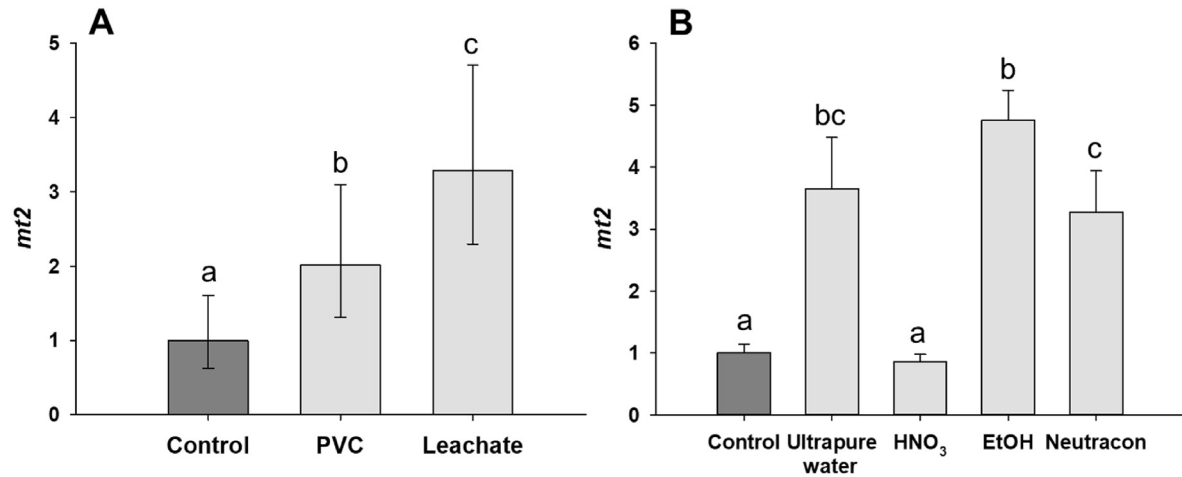 A
5
4
3
2
1
0
mt2
a
b
c
Control
PVC
Leachate
B
6
5
4
3
2
1
0
mt2
a
bc
a
b
c
Control
Ultrapure
water
HNO₃
EtOH
Neutracon